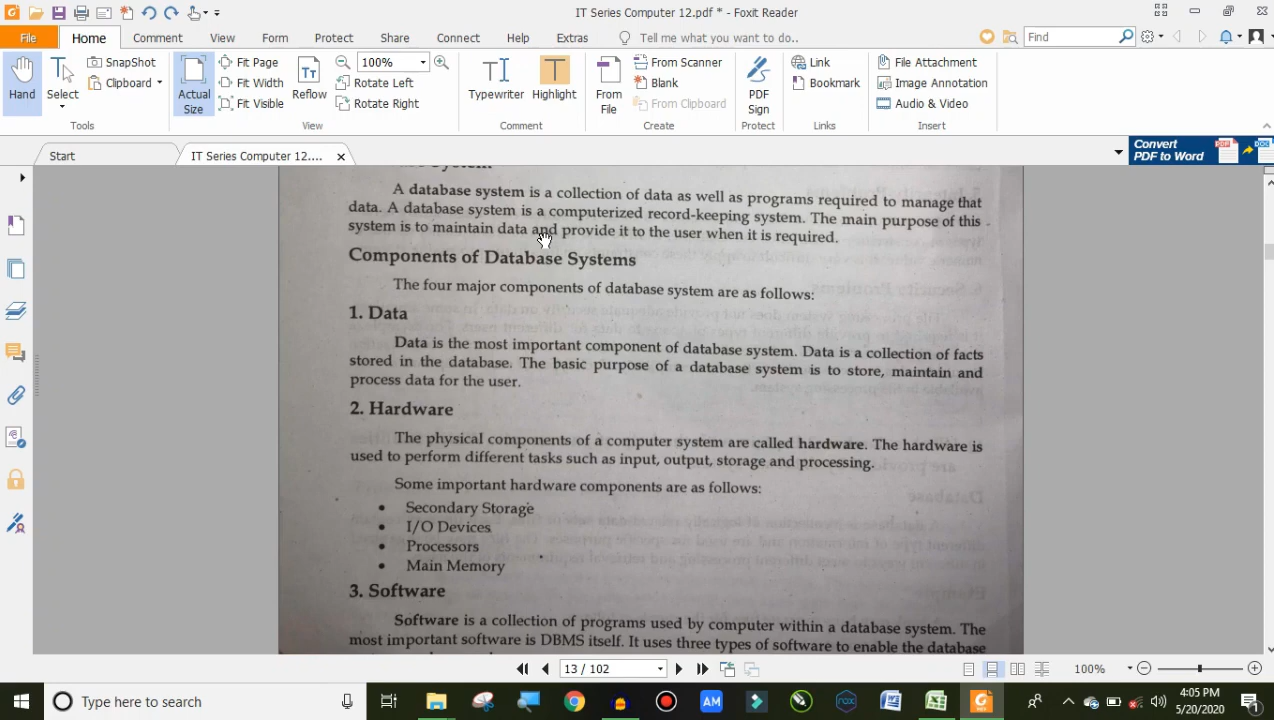 IT Series Computer 12.pdf * - Foxit Reader
File Home Comment View Form Protect Share Connect Help Extras Tell me what you want to do.. Find
Hand Select SnapShot Clipboard Actual Size Fit Page Fit Width Fit Visible Reflow 100% Rotate Left Rotate Right Typewriter Highlight From File From Scanner Blank From Clipboard PDF Sign Link Bookmark File Attachment Image Annotation Audio & Video
Tools View Comment Create Protect Links Insert
Start IT Series Computer 12.... Convert PDF to Word
System
A database system is a collection of data as well as programs required to manage that
data. A database system is a computerized record-keeping system. The main purpose of this
system is to maintain data and provide it to the user when it is required.
Components of Database Systems
The four major components of database system are as follows:
1. Data
Data is the most important component of database system. Data is a collection of facts
stored in the database. The basic purpose of a database system is to store, maintain and
process data for the user.
2. Hardware
The physical components of a computer system are called hardware. The hardware is
used to perform different tasks such as input, output, storage and processing.
Some important hardware components are as follows:
• Secondary Storage
• I/O Devices
• Processors
• Main Memory
3. Software
Software is a collection of programs used by computer within a database system. The
most important software is DBMS itself. It uses three types of software to enable the database
13 / 102 100%
Type here to search AM nox 4:05 PM
5/20/2020 1